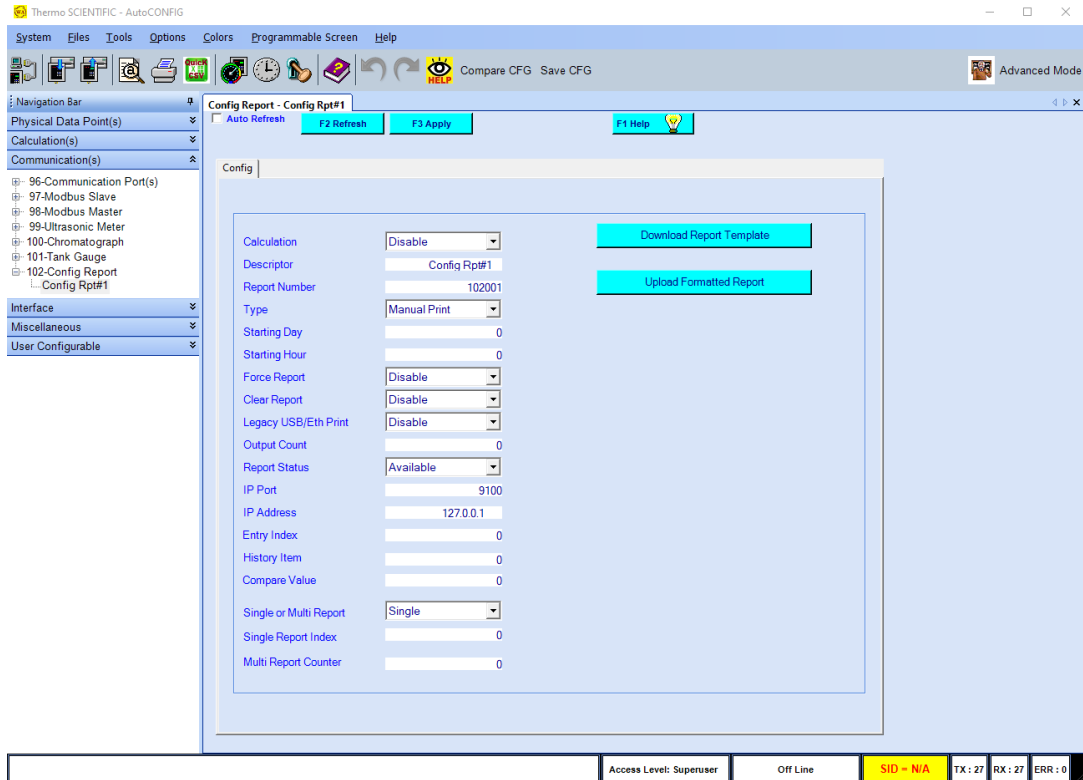 Thermo SCIENTIFIC - AutoCONFIG
System Files Tools Options Colors Programmable Screen Help
Quick CSV HELP Compare CFG Save CFG Advanced Mode
Navigation Bar
Config Report - Config Rpt#1
Physical Data Point(s)
Auto Refresh F2 Refresh F3 Apply F1 Help
Calculation(s)
Communication(s)
96-Communication Port(s)
97-Modbus Slave
98-Modbus Master
99-Ultrasonic Meter
100-Chromatograph
101-Tank Gauge
102-Config Report
Config Rpt#1
Interface
Miscellaneous
User Configurable
Config
Calculation Disable
Descriptor Config Rpt#1
Report Number 102001
Type Manual Print
Starting Day 0
Starting Hour 0
Force Report Disable
Clear Report Disable
Legacy USB/Eth Print Disable
Output Count 0
Report Status Available
IP Port 9100
IP Address 127.0.0.1
Entry Index 0
History Item 0
Compare Value 0
Single or Multi Report Single
Single Report Index 0
Multi Report Counter 0
Download Report Template
Upload Formatted Report
Access Level: Superuser Off Line SID = N/A TX : 27 RX : 27 ERR : 0